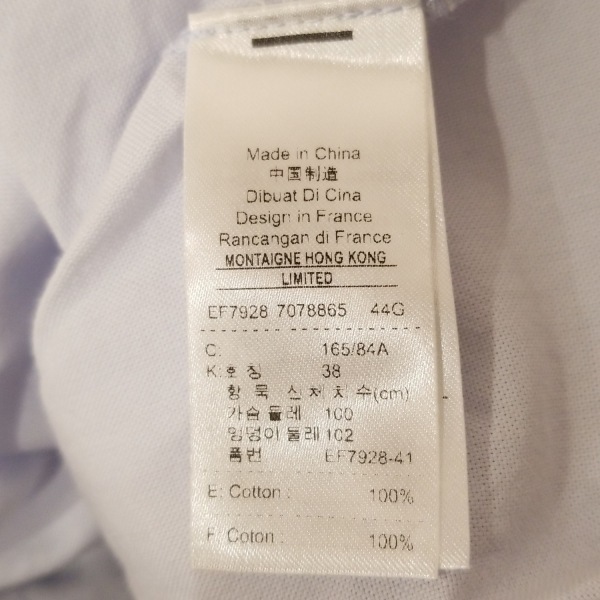 Made in China
中国制造
Dibuat Di Cina
Design in France
Rancangan di France
MONTAIGNE HONG KONG
LIMITED
EF7928 7078865 44G
C: 165/84A
K:호칭 38
항 목 신체치수(cm)
가슴 둘레 100
엉덩이 둘레 102
품번 EF7928-41
E: Cotton : 100%
F: Coton : 100%